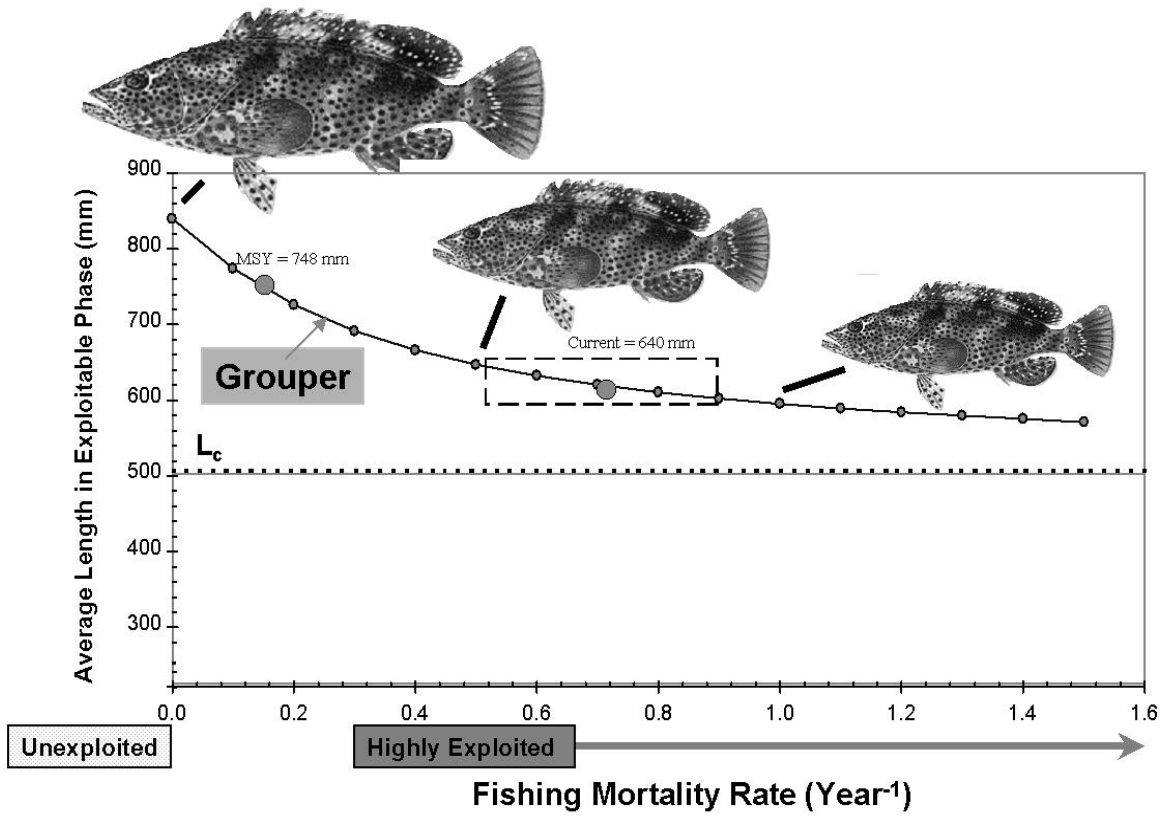 Average Length in Exploitable Phase (mm)
900
800
700
600
500
400
300
MSY = 748 mm
Grouper
Current = 640 mm
Lc
0.0 0.2 0.4 0.6 0.8 1.0 1.2 1.4 1.6
Unexploited
Highly Exploited
Fishing Mortality Rate (Year-1)